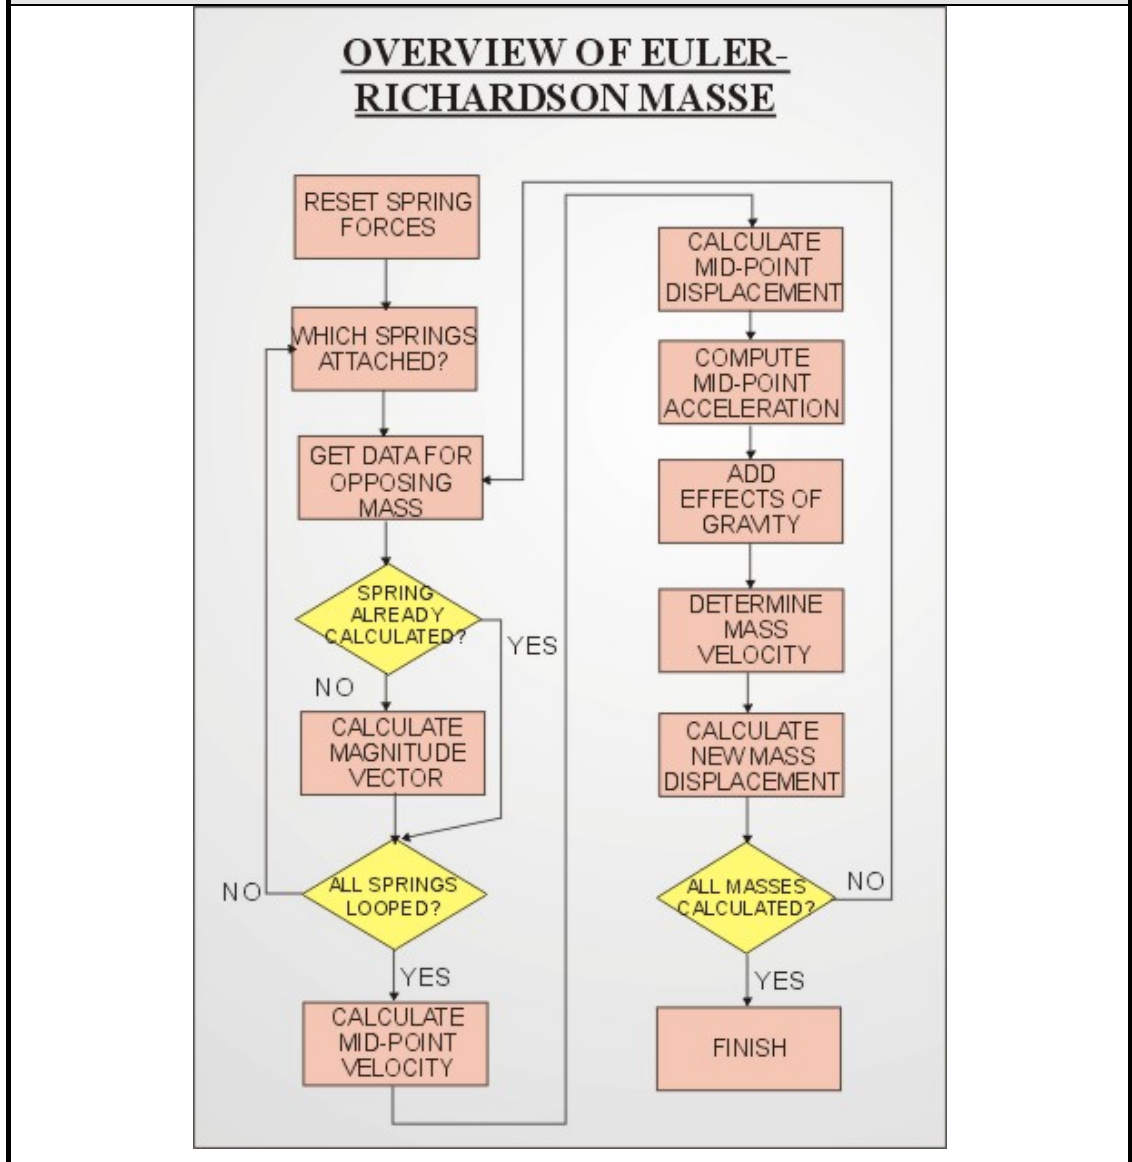 OVERVIEW OF EULER-
RICHARDSON MASSE
RESET SPRING
FORCES
WHICH SPRINGS
ATTACHED?
GET DATA FOR
OPPOSING
MASS
SPRING
ALREADY
CALCULATED?
YES
NO
CALCULATE
MAGNITUDE
VECTOR
ALL SPRINGS
LOOPED?
NO
YES
CALCULATE
MID-POINT
VELOCITY
CALCULATE
MID-POINT
DISPLACEMENT
COMPUTE
MID-POINT
ACCELERATION
ADD
EFFECTS OF
GRAVITY
DETERMINE
MASS
VELOCITY
CALCULATE
NEW MASS
DISPLACEMENT
ALL MASSES
CALCULATED?
NO
YES
FINISH